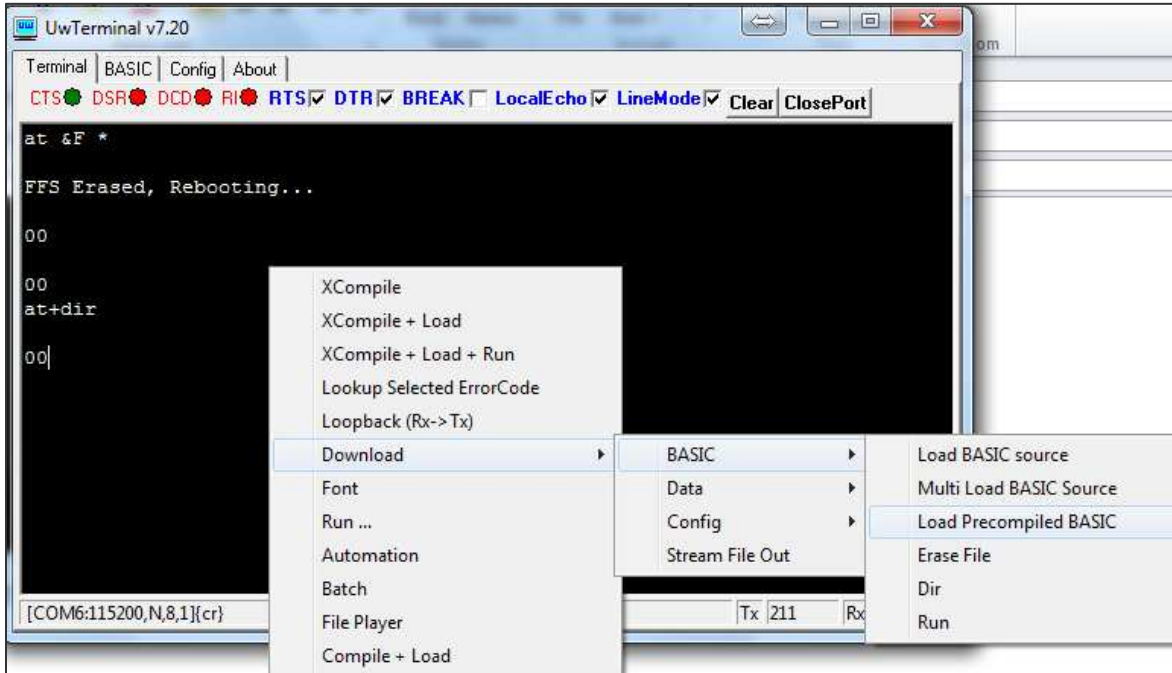 UwTerminal v7.20
om
Terminal BASIC Config About
CTS DSR DCD RI RTS DTR BREAK LocalEcho LineMode Clear ClosePort
at &F *
FFS Erased, Rebooting...
00
00
at+dir
00
XCompile
XCompile + Load
XCompile + Load + Run
Lookup Selected ErrorCode
Loopback (Rx->Tx)
Download
Font
Run ...
Automation
Batch
File Player
Compile + Load
BASIC
Data
Config
Stream File Out
Load BASIC source
Multi Load BASIC Source
Load Precompiled BASIC
Erase File
Dir
Run
[COM6:115200,N,8,1]{cr}
Tx 211 Rx